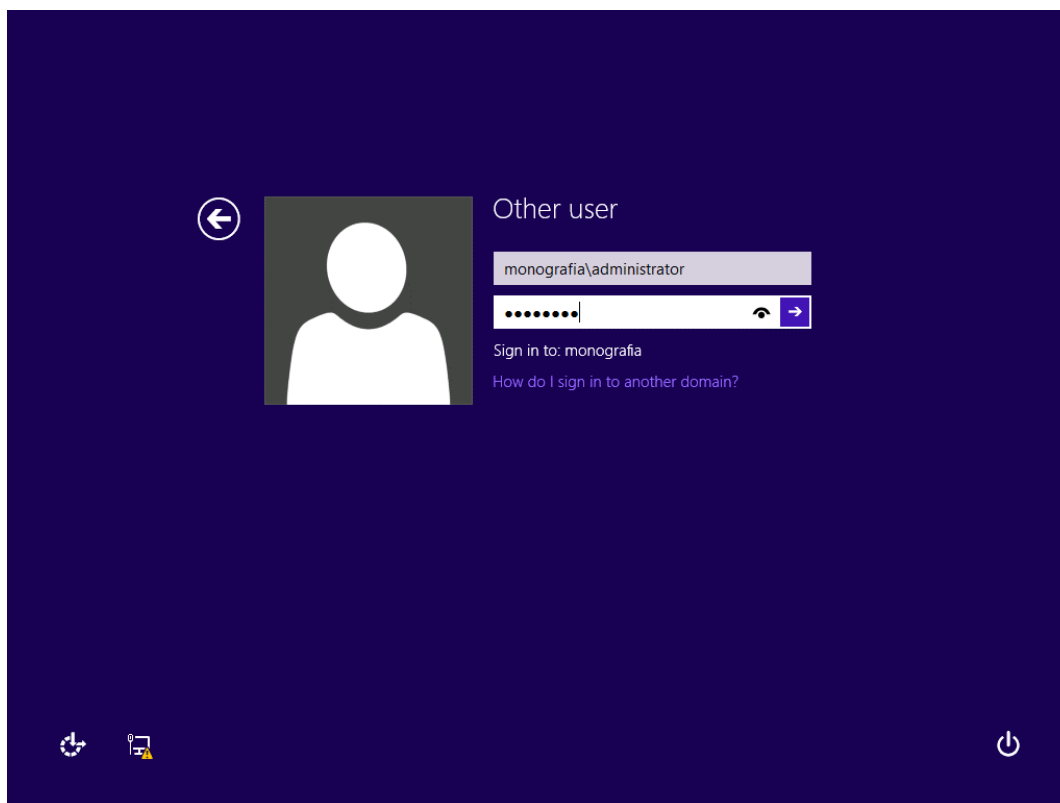 Other user
monografia\administrator
••••••••
Sign in to: monografia
How do I sign in to another domain?